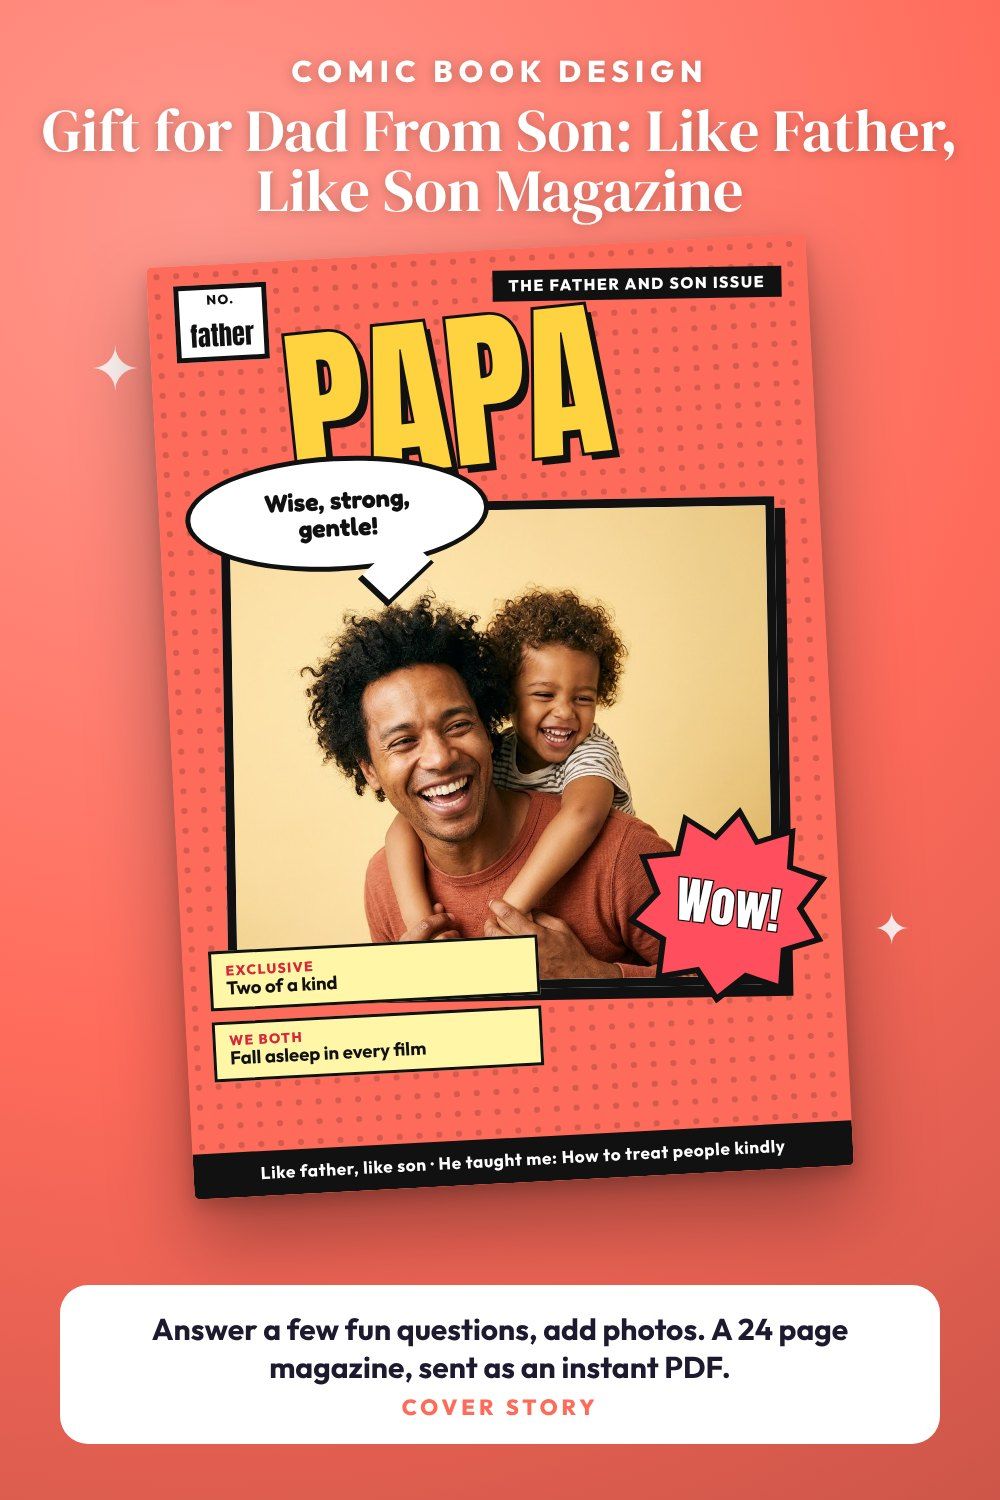 COMIC BOOK DESIGN
Gift for Dad From Son: Like Father,
Like Son Magazine
NO.
father
THE FATHER AND SON ISSUE
PAPA
Wise, strong,
gentle!
Wow!
EXCLUSIVE
Two of a kind
WE BOTH
Fall asleep in every film
Like father, like son · He taught me: How to treat people kindly
Answer a few fun questions, add photos. A 24 page
magazine, sent as an instant PDF.
COVER STORY